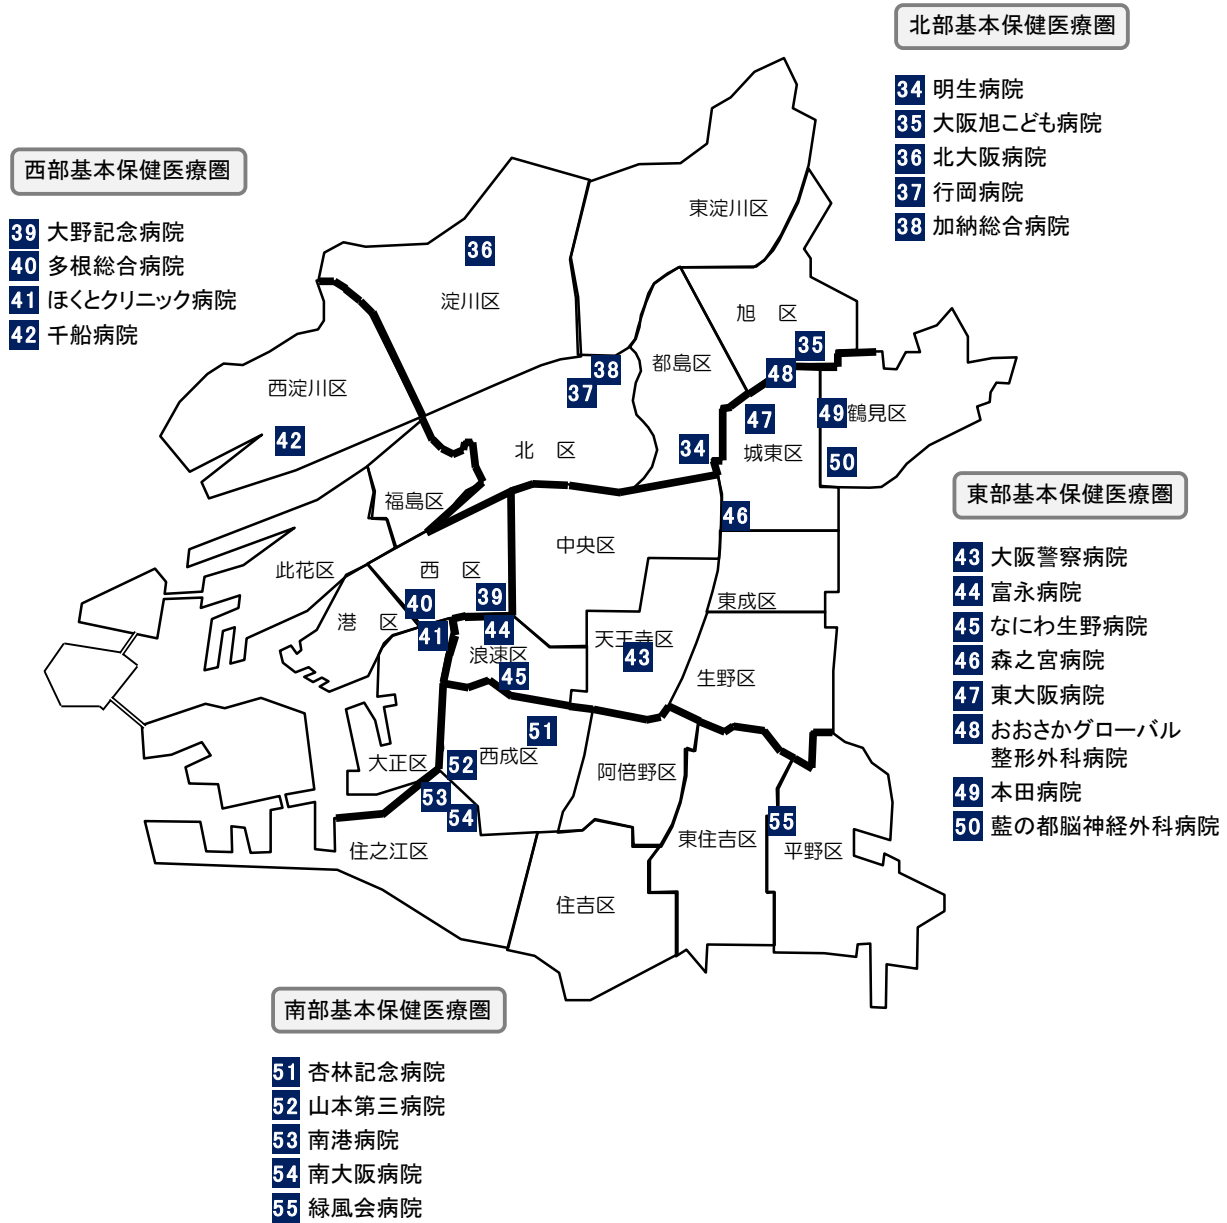 北部基本保健医療圏
34 明生病院
35 大阪旭こども病院
36 北大阪病院
37 行岡病院
38 加納総合病院
西部基本保健医療圏
39 大野記念病院
40 多根総合病院
41 ほくとクリニック病院
42 千船病院
東淀川区
36
淀川区
旭 区
35
都島区
38
48
37
西淀川区
49 鶴見区
47
42
北 区
34
城東区
50
福島区
46
中央区
此花区
西 区
39
40
東成区
港 区
41
44
天王寺区
浪速区
43
45
生野区
51
西成区
大正区
52
阿倍野区
53
54
55
東住吉区
住之江区
平野区
住吉区
東部基本保健医療圏
43 大阪警察病院
44 富永病院
45 なにわ生野病院
46 森之宮病院
47 東大阪病院
48 おおさかグローバル
整形外科病院
49 本田病院
50 藍の都脳神経外科病院
南部基本保健医療圏
51 杏林記念病院
52 山本第三病院
53 南港病院
54 南大阪病院
55 緑風会病院